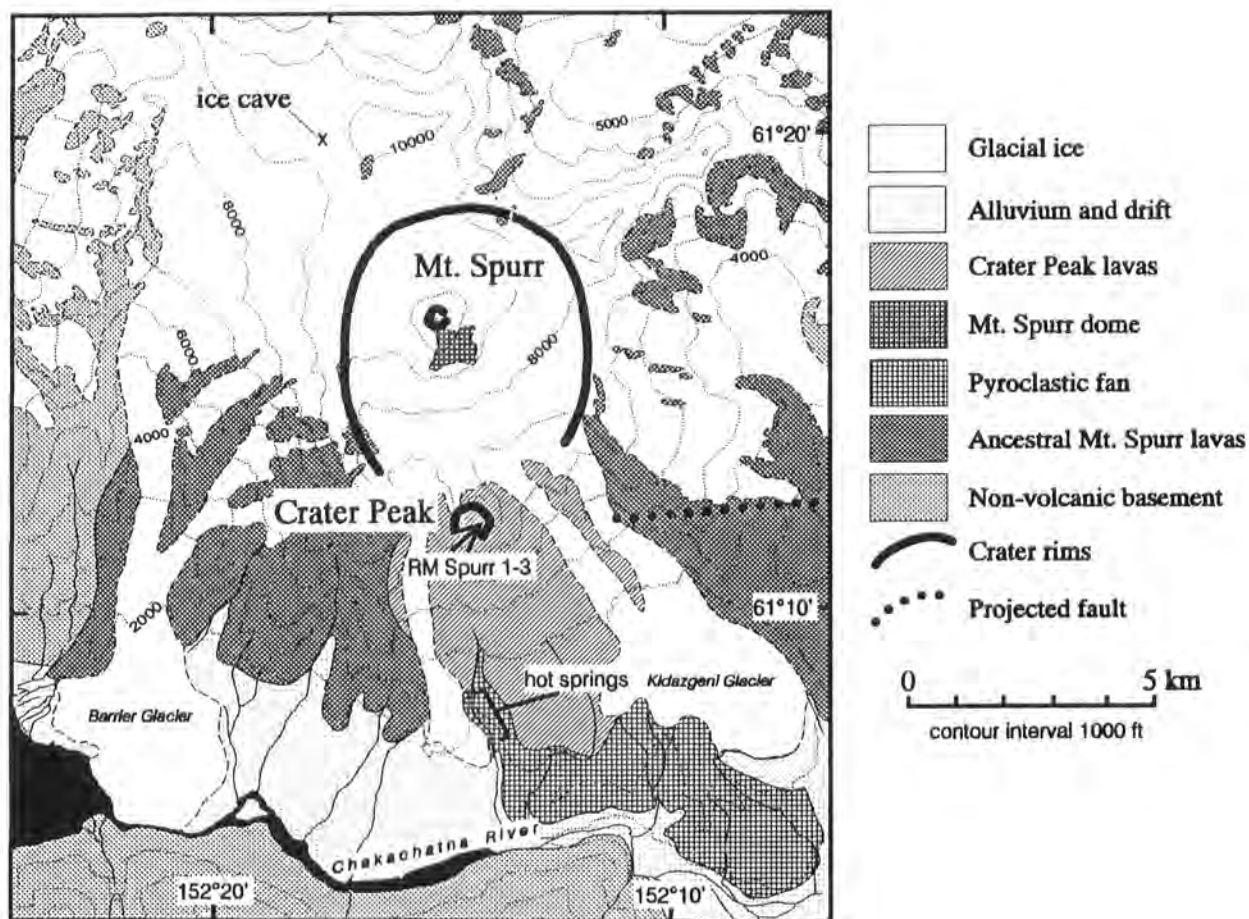 ice cave
X
10000
5000
61°20'
8000
Mt. Spurr
4000
6000
8000
4000
Crater Peak
RM Spurr 1-3
61°10'
2000
hot springs
Kidazgeni Glacier
Barrier Glacier
Chakachatna River
152°20'
152°10'
Glacial ice
Alluvium and drift
Crater Peak lavas
Mt. Spurr dome
Pyroclastic fan
Ancestral Mt. Spurr lavas
Non-volcanic basement
Crater rims
Projected fault
0 5 km
contour interval 1000 ft